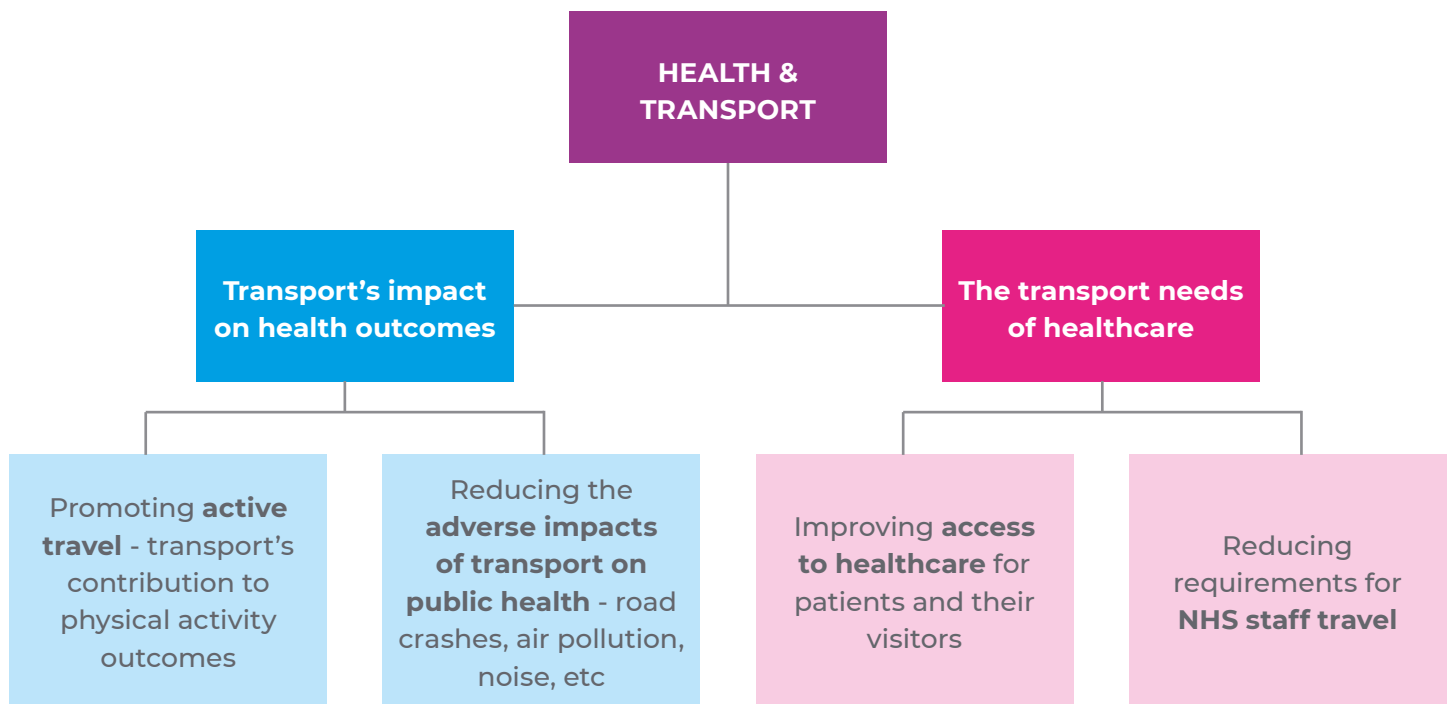 HEALTH &
TRANSPORT
Transport’s impact
on health outcomes
The transport needs
of healthcare
Promoting active
travel - transport’s
contribution to
physical activity
outcomes
Reducing the
adverse impacts
of transport on
public health - road
crashes, air pollution,
noise, etc
Improving access
to healthcare for
patients and their
visitors
Reducing
requirements for
NHS staff travel